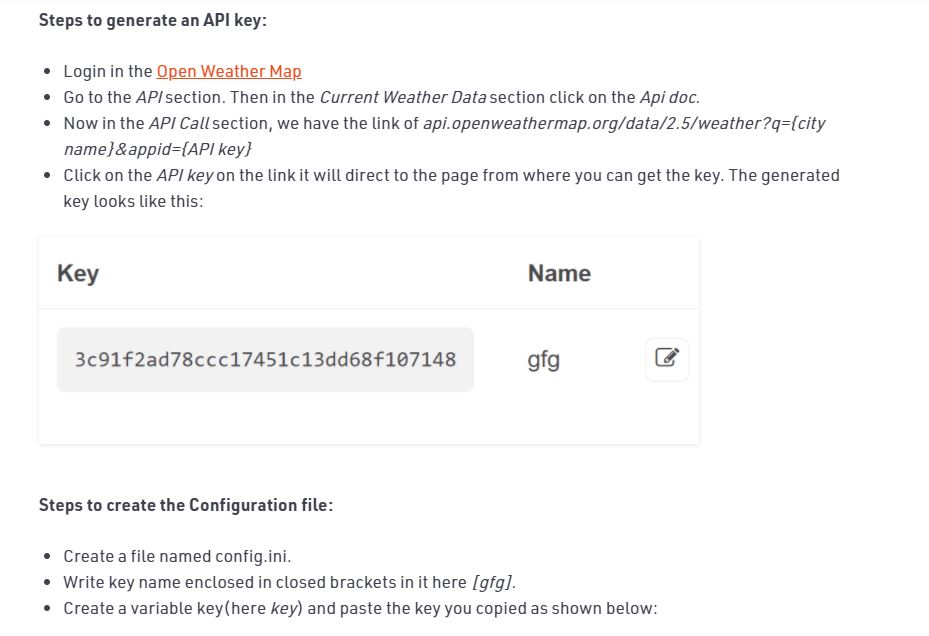 Steps to generate an API key:
Login in the Open Weather Map
Go to the API section. Then in the Current Weather Data section click on the Api doc.
Now in the API Call section, we have the link of api.openweathermap.org/data/2.5/weather?q={city
name}&appid={API key}
Click on the API key on the link it will direct to the page from where you can get the key. The generated
key looks like this:
Key Name
3c91f2ad78ccc17451c13dd68f107148 gfg
Steps to create the Configuration file:
Create a file named config.ini.
Write key name enclosed in closed brackets in it here [gfg].
Create a variable key(here key) and paste the key you copied as shown below: